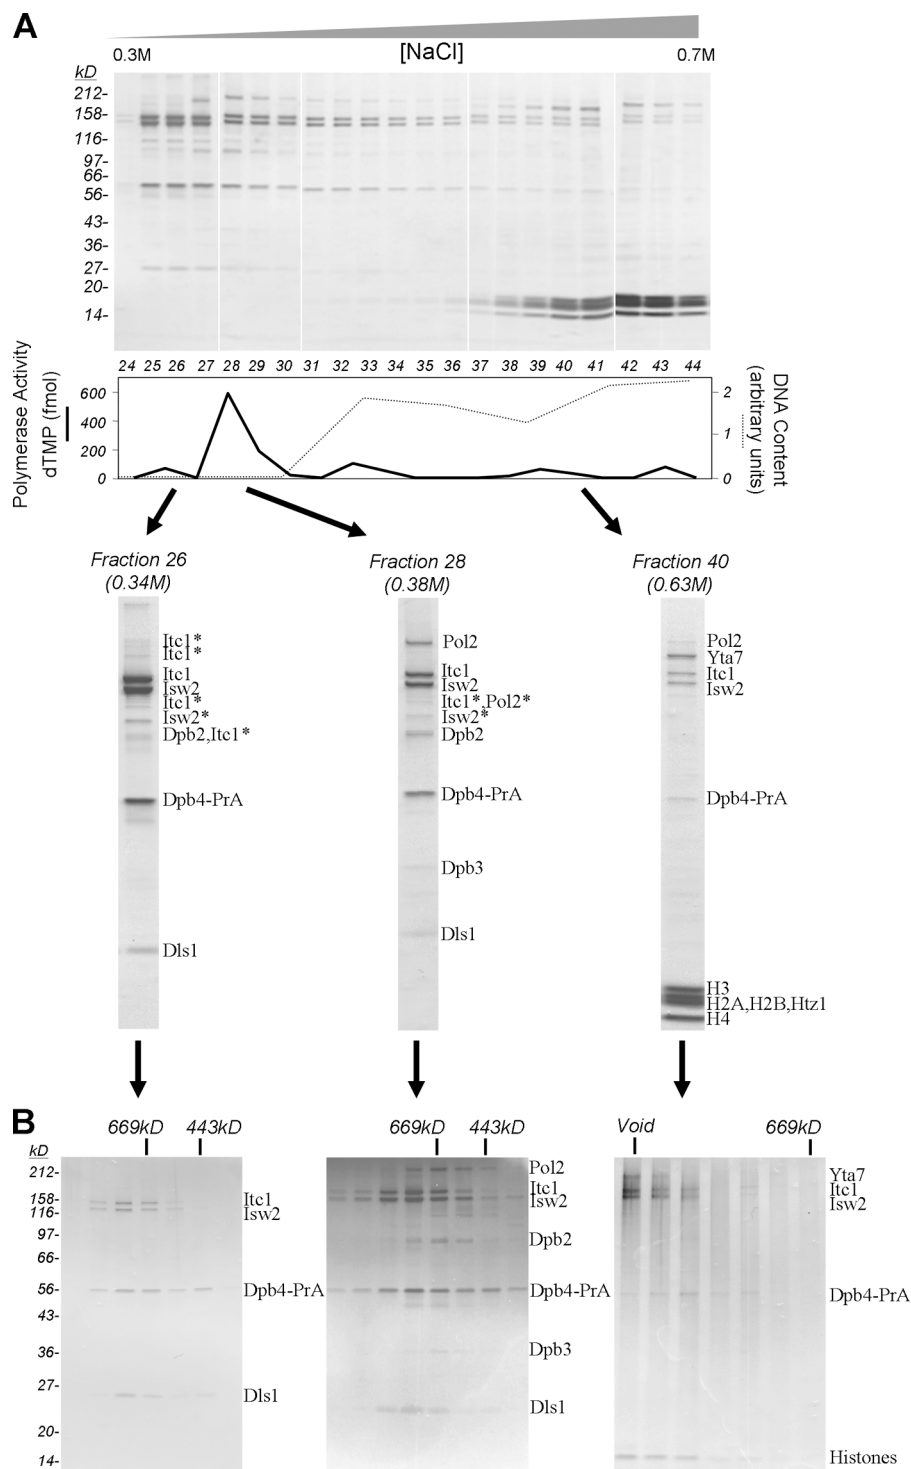 A
0.3M [NaCl] 0.7M
kD
212-
158-
116-
97-
66-
56-
43-
36-
27-
20-
14-
24 25 26 27 28 29 30 31 32 33 34 35 36 37 38 39 40 41 42 43 44
Polymerase Activity
dTMP (fmol)
600
400
200
0
2
1
0
DNA Content
(arbitrary units)
Fraction 26
(0.34M)
Itc1*
Itc1*
Itc1
Isw2
Itc1*
Isw2*
Dpb2,Itc1*
Dpb4-PrA
Dls1
Fraction 28
(0.38M)
Pol2
Itc1
Isw2
Itc1*,Pol2*
Isw2*
Dpb2
Dpb4-PrA
Dpb3
Dls1
Fraction 40
(0.63M)
Pol2
Yta7
Itc1
Isw2
Dpb4-PrA
H3
H2A,H2B,Htz1
H4
B
kD
212-
158-
116-
97-
66-
56-
43-
36-
27-
20-
14-
669kD 443kD
Itc1
Isw2
Dpb4-PrA
Dls1
669kD 443kD
Pol2
Itc1
Isw2
Dpb2
Dpb4-PrA
Dpb3
Dls1
Void 669kD
Yta7
Itc1
Isw2
Dpb4-PrA
Histones